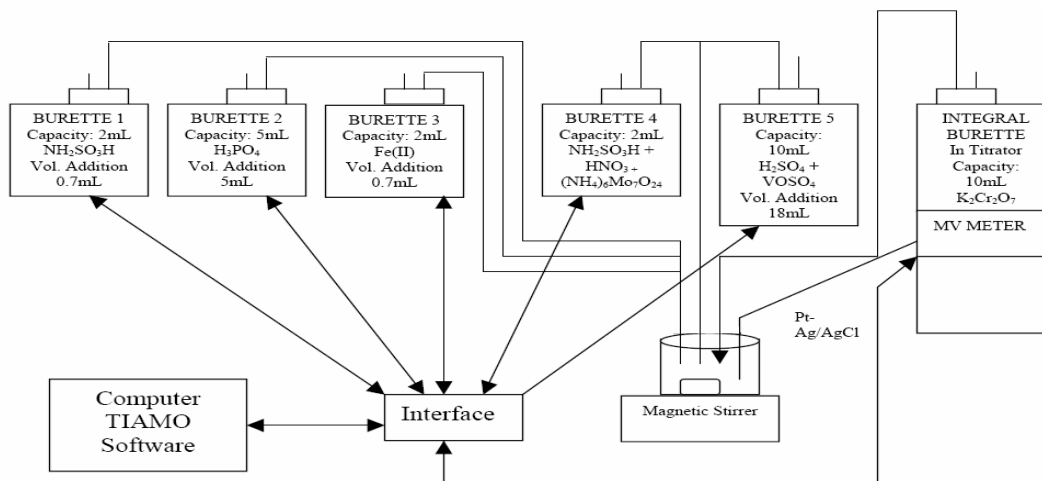 BURETTE 1
Capacity: 2mL
NH₂SO₃H
Vol. Addition
0.7mL
BURETTE 2
Capacity: 5mL
H₃PO₄
Vol. Addition
5mL
BURETTE 3
Capacity: 2mL
Fe(II)
Vol. Addition
0.7mL
BURETTE 4
Capacity: 2mL
NH₂SO₃H +
HNO₃ +
(NH₄)₆Mo₇O₂₄
BURETTE 5
Capacity:
10mL
H₂SO₄ +
VOSO₄
Vol. Addition
18mL
INTEGRAL
BURETTE
In Titrator
Capacity:
10mL
K₂Cr₂O₇
MV METER
Pt-
Ag/AgCl
Computer
TIAMO
Software
Interface
Magnetic Stirrer